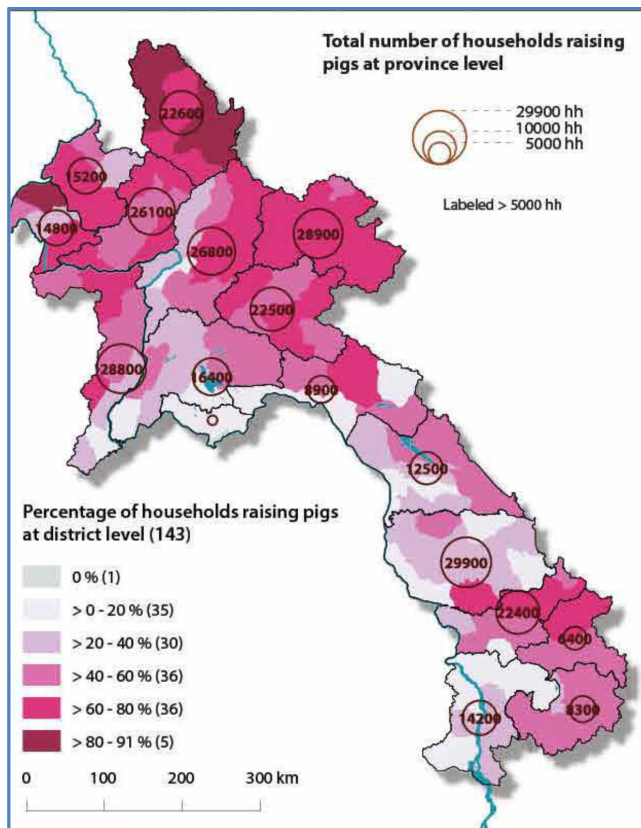 Total number of households raising
pigs at province level
29900 hh
10000 hh
5000 hh
Labeled > 5000 hh
22600
15200
26100
14800
26800
28900
22500
28800
16400
8900
12500
29900
22400
6400
14200
8300
Percentage of households raising pigs
at district level (143)
0 % (1)
> 0 - 20 % (35)
> 20 - 40 % (30)
> 40 - 60 % (36)
> 60 - 80 % (36)
> 80 - 91 % (5)
0 100 200 300 km